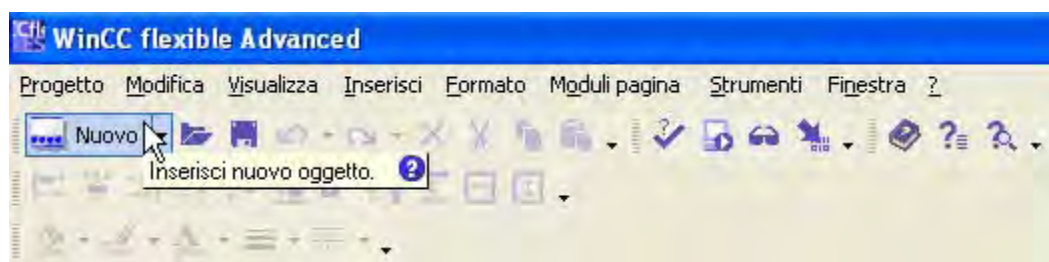 WinCC flexible Advanced
Progetto Modifica Visualizza Inserisci Formato Moduli pagina Strumenti Finestra ?
Nuovo
Inserisci nuovo oggetto.